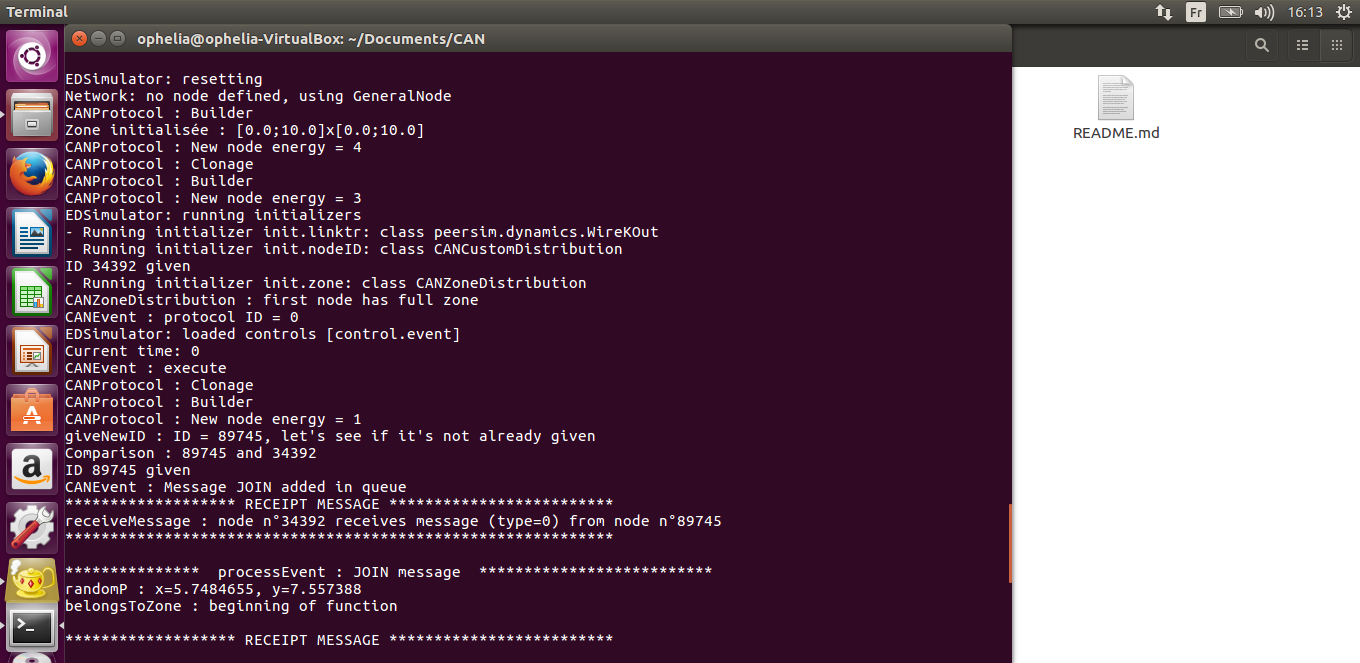 Terminal
Fr
16:13
ophelia@ophelia-VirtualBox: ~/Documents/CAN
EDSimulator: resetting
Network: no node defined, using GeneralNode
CANProtocol : Builder
Zone initialisée : [0.0;10.0]x[0.0;10.0]
CANProtocol : New node energy = 4
CANProtocol : Clonage
CANProtocol : Builder
CANProtocol : New node energy = 3
EDSimulator: running initializers
- Running initializer init.linktr: class peersim.dynamics.WireKOut
- Running initializer init.nodeID: class CANCustomDistribution
ID 34392 given
- Running initializer init.zone: class CANZoneDistribution
CANZoneDistribution : first node has full zone
CANEvent : protocol ID = 0
EDSimulator: loaded controls [control.event]
Current time: 0
CANEvent : execute
CANProtocol : Clonage
CANProtocol : Builder
CANProtocol : New node energy = 1
giveNewID : ID = 89745, let's see if it's not already given
Comparison : 89745 and 34392
ID 89745 given
CANEvent : Message JOIN added in queue
******************* RECEIPT MESSAGE *************************
receiveMessage : node n°34392 receives message (type=0) from node n°89745
*************************************************************
***************  processEvent : JOIN message  **************************
randomP : x=5.7484655, y=7.557388
belongsToZone : beginning of function
******************* RECEIPT MESSAGE *************************
README.md